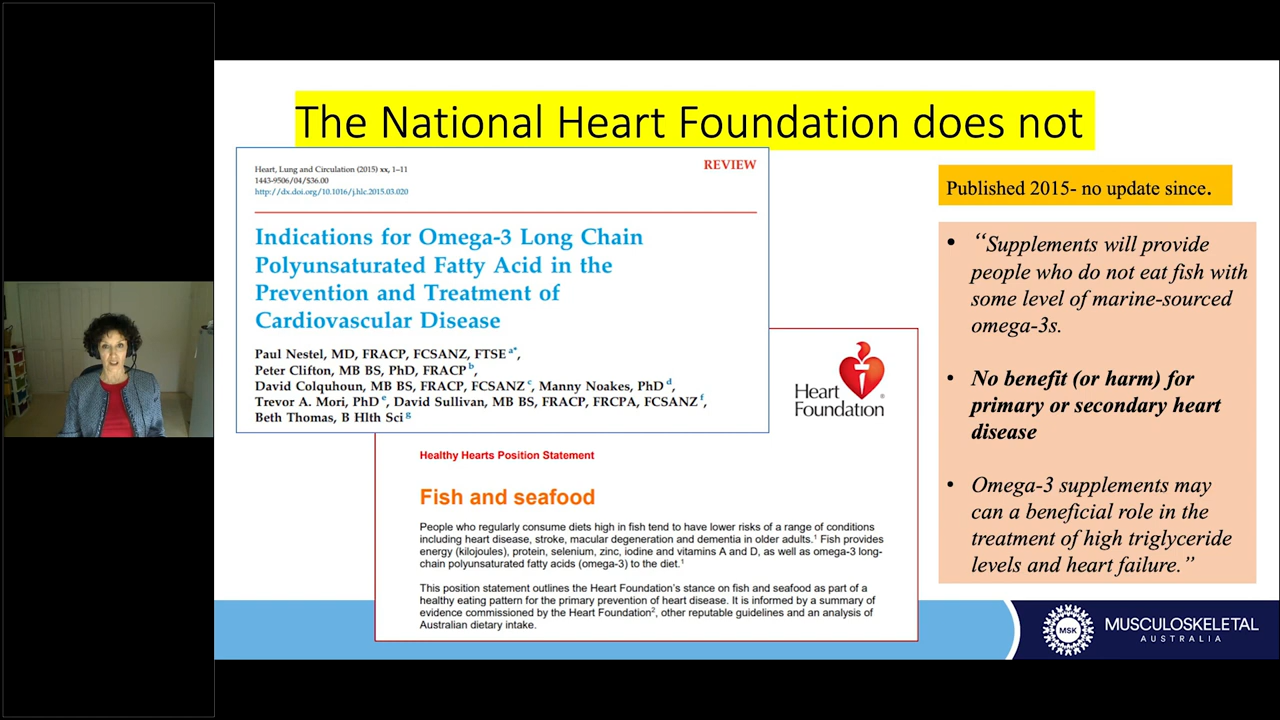 The National Heart Foundation does not
Heart, Lung and Circulation (2015) xx, 1–11
1443-9506/04/$36.00
http://dx.doi.org/10.1016/j.hlc.2015.03.020
REVIEW
Indications for Omega-3 Long Chain
Polyunsaturated Fatty Acid in the
Prevention and Treatment of
Cardiovascular Disease
Paul Nestel, MD, FRACP, FCSANZ, FTSE a*,
Peter Clifton, MB BS, PhD, FRACP b,
David Colquhoun, MB BS, FRACP, FCSANZ c, Manny Noakes, PhD d,
Trevor A. Mori, PhD e, David Sullivan, MB BS, FRACP, FRCPA, FCSANZ f,
Beth Thomas, B Hlth Sci g
Heart
Foundation
Healthy Hearts Position Statement
Fish and seafood
People who regularly consume diets high in fish tend to have lower risks of a range of conditions
including heart disease, stroke, macular degeneration and dementia in older adults.1 Fish provides
energy (kilojoules), protein, selenium, zinc, iodine and vitamins A and D, as well as omega-3 long-
chain polyunsaturated fatty acids (omega-3) to the diet.1
This position statement outlines the Heart Foundation's stance on fish and seafood as part of a
healthy eating pattern for the primary prevention of heart disease. It is informed by a summary of
evidence commissioned by the Heart Foundation2, other reputable guidelines and an analysis of
Australian dietary intake.
Published 2015- no update since.
• "Supplements will provide
people who do not eat fish with
some level of marine-sourced
omega-3s.
• No benefit (or harm) for
primary or secondary heart
disease
• Omega-3 supplements may
can a beneficial role in the
treatment of high triglyceride
levels and heart failure."
MSK
MUSCULOSKELETAL
AUSTRALIA